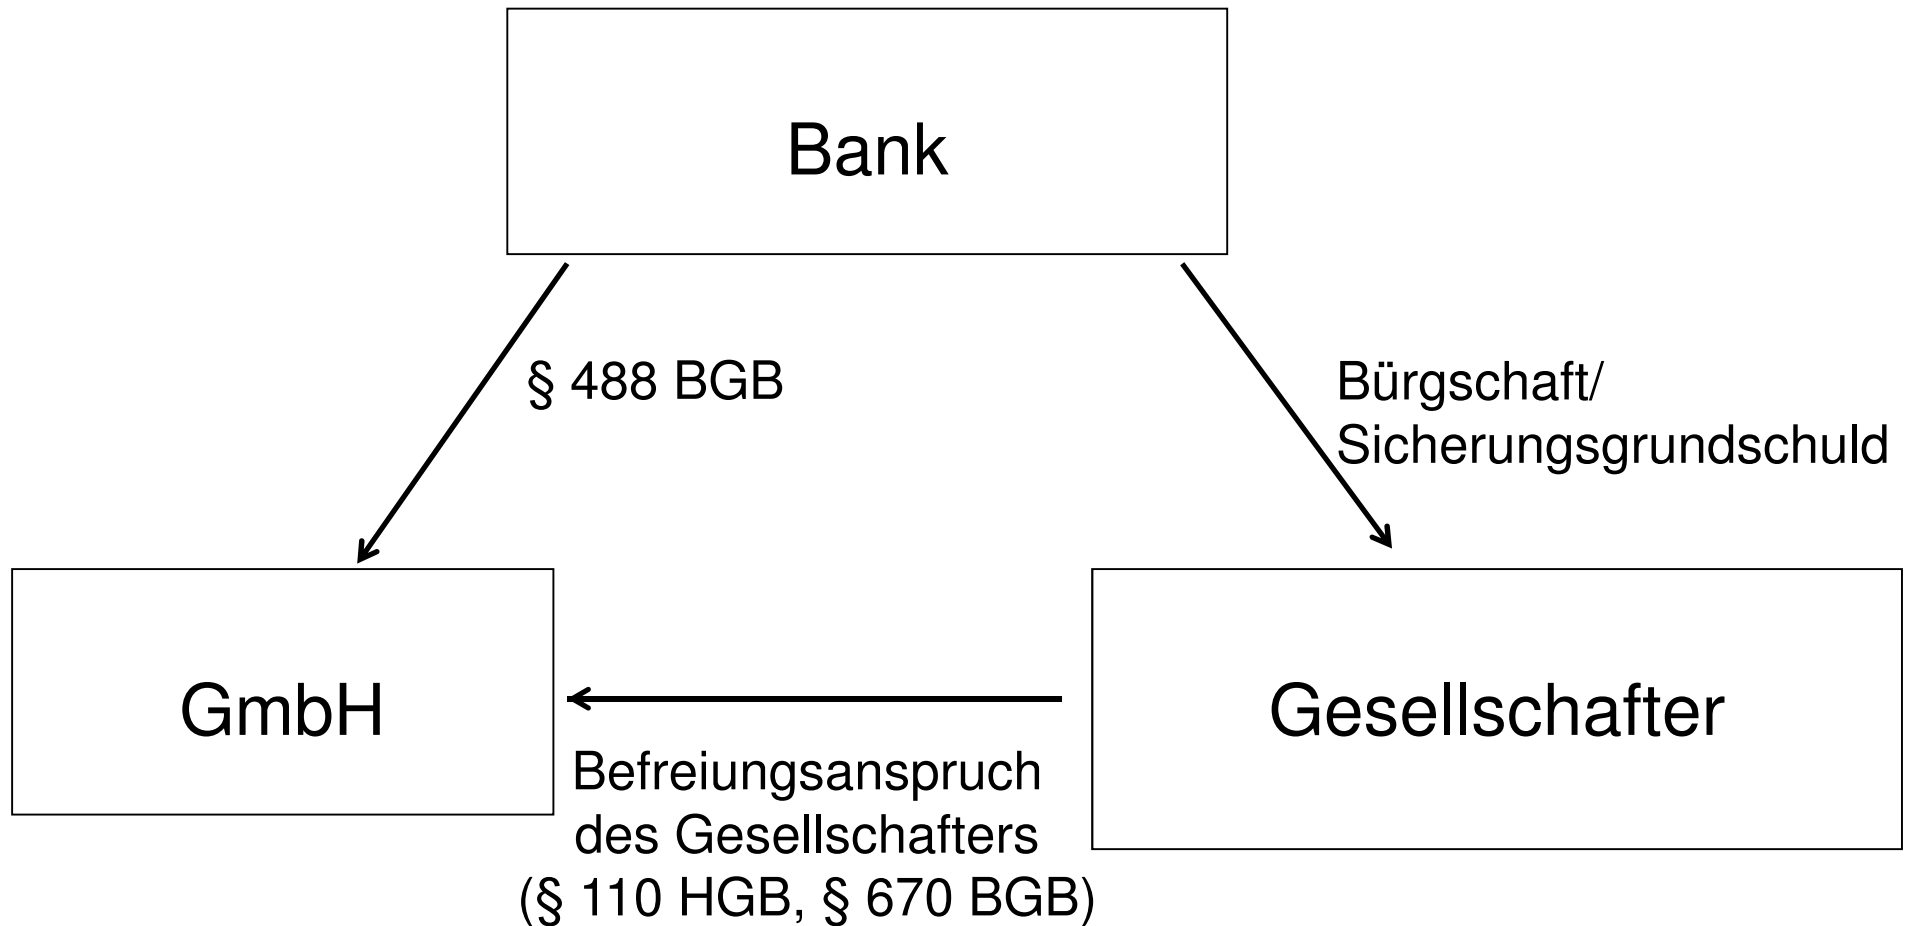 Bank
§ 488 BGB
Bürgschaft/
Sicherungsgrundschuld
GmbH
Gesellschafter
Befreiungsanspruch
des Gesellschafters
(§ 110 HGB, § 670 BGB)